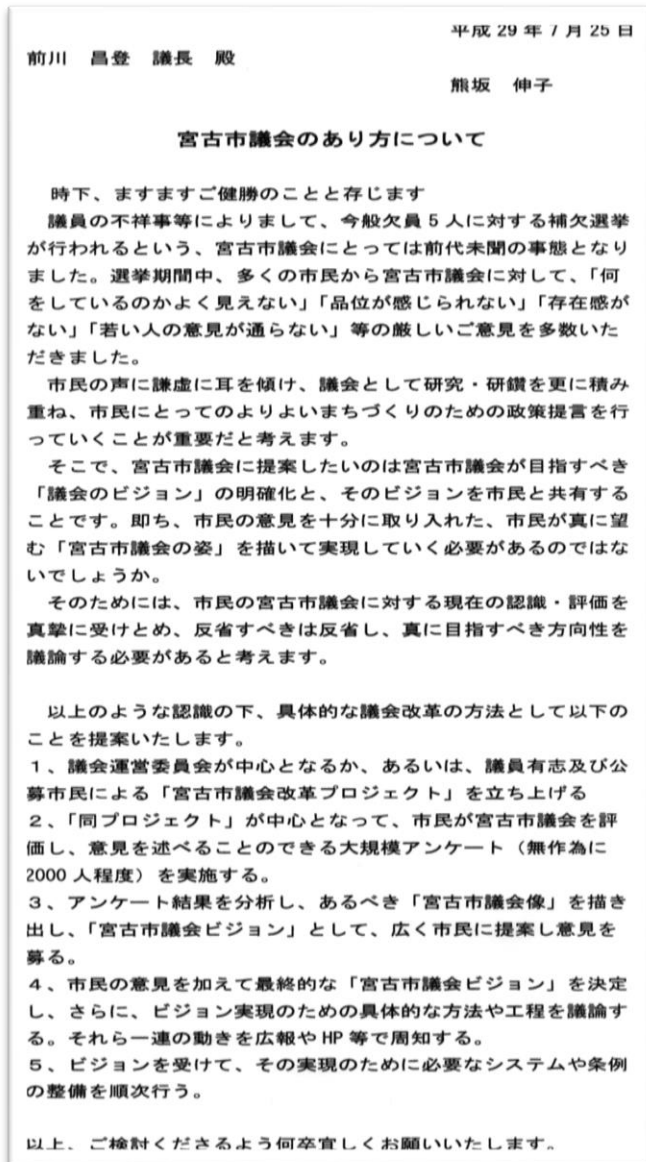 平成 29 年 7 月 25 日
前川 昌登 議長 殿
熊坂 伸子
宮古市議会のあり方について
時下、ますますご健勝のことと存じます
議員の不祥事等によりまして、今般欠員 5 人に対する補欠選挙
が行われるという、宮古市議会にとっては前代未聞の事態となり
ました。選挙期間中、多くの市民から宮古市議会に対して、「何
をしているのかよく見えない」「品位が感じられない」「存在感が
ない」「若い人の意見が通らない」等の厳しいご意見を多数いた
だきました。
市民の声に謙虚に耳を傾け、議会として研究・研鑽を更に積み
重ね、市民にとってのよりよいまちづくりのための政策提言を行
っていくことが重要だと考えます。
そこで、宮古市議会に提案したいのは宮古市議会が目指すべき
「議会のビジョン」の明確化と、そのビジョンを市民と共有する
ことです。即ち、市民の意見を十分に取り入れた、市民が真に望
む「宮古市議会の姿」を描いて実現していく必要があるのではな
いでしょうか。
そのためには、市民の宮古市議会に対する現在の認識・評価を
真摯に受けとめ、反省すべきは反省し、真に目指すべき方向性を
議論する必要があると考えます。
以上のような認識の下、具体的な議会改革の方法として以下の
ことを提案いたします。
1、議会運営委員会が中心となるか、あるいは、議員有志及び公
募市民による「宮古市議会改革プロジェクト」を立ち上げる
2、「同プロジェクト」が中心となって、市民が宮古市議会を評
価し、意見を述べることのできる大規模アンケート(無作為に
2000 人程度)を実施する。
3、アンケート結果を分析し、あるべき「宮古市議会像」を描き
出し、「宮古市議会ビジョン」として、広く市民に提案し意見を
募る。
4、市民の意見を加えて最終的な「宮古市議会ビジョン」を決定
し、さらに、ビジョン実現のための具体的な方法や工程を議論す
る。それら一連の動きを広報や HP 等で周知する。
5、ビジョンを受けて、その実現のために必要なシステムや条例
の整備を順次行う。
以上、ご検討くださるよう何卒宜しくお願いいたします。